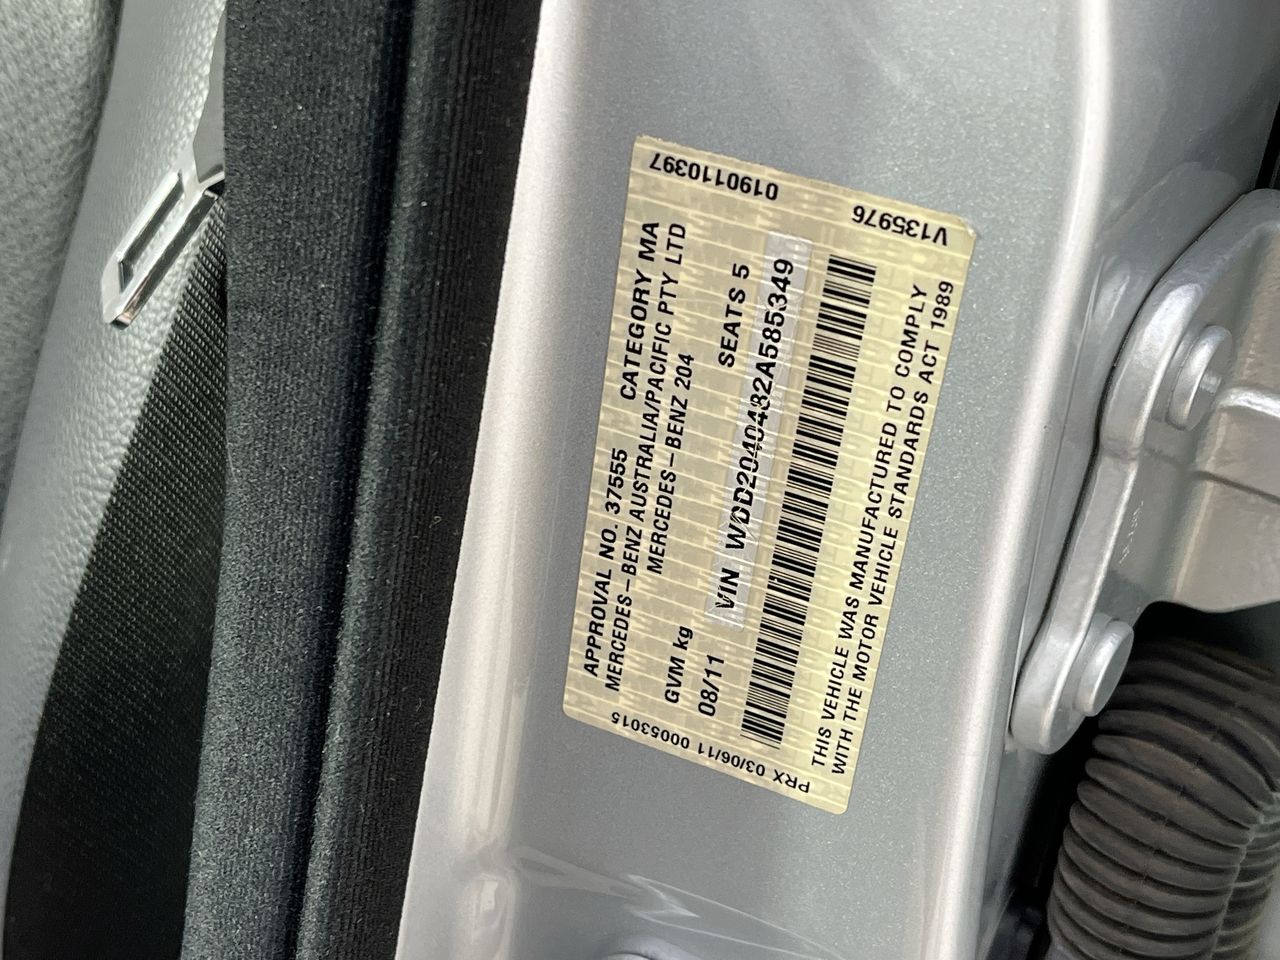 APPROVAL NO. 37555 CATEGORY MA
MERCEDES-BENZ AUSTRALIA/PACIFIC PTY LTD
MERCEDES-BENZ 204
GVM kg
08/11 SEATS 5
VIN WDD2040482A585349
THIS VEHICLE WAS MANUFACTURED TO COMPLY
WITH THE MOTOR VEHICLE STANDARDS ACT 1989
PRX 03/06/11 00053015
V135976 01901110397